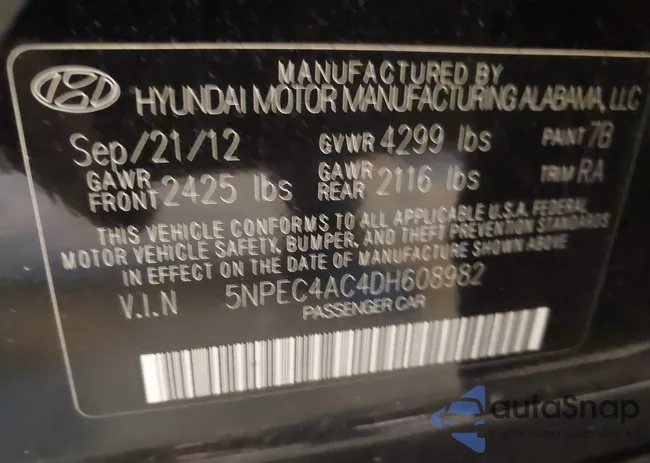 MANUFACTURED BY
HYUNDAI MOTOR MANUFACTURING ALABAMA, LLC
Sep/21/12 GVWR 4299 lbs PAINT 7B
GAWR FRONT 2425 lbs GAWR REAR 2116 lbs TRIM RA
THIS VEHICLE CONFORMS TO ALL APPLICABLE U.S.A. FEDERAL
MOTOR VEHICLE SAFETY, BUMPER, AND THEFT PREVENTION STANDARDS
IN EFFECT ON THE DATE OF MANUFACTURE SHOWN ABOVE
V.I.N 5NPEC4AC4DH608982
PASSENGER CAR
autoSnap